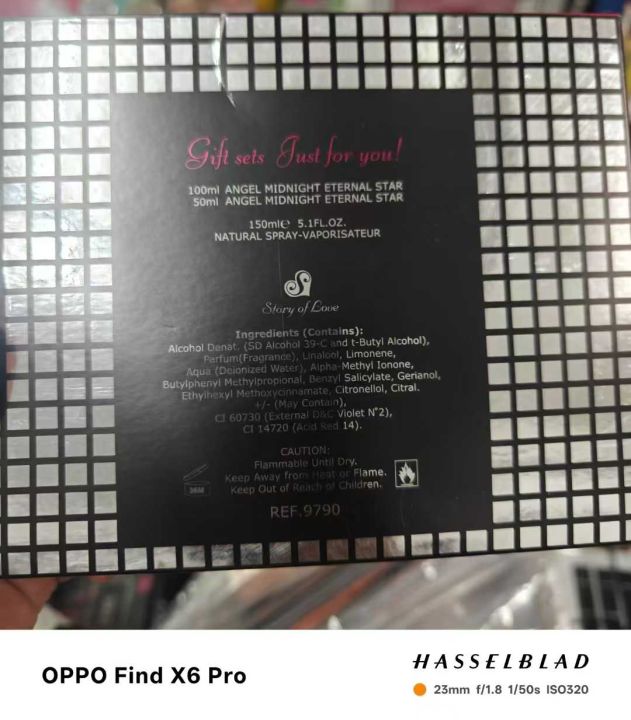 Gift sets Just for you!
100ml ANGEL MIDNIGHT ETERNAL STAR
50ml ANGEL MIDNIGHT ETERNAL STAR
150ml℮ 5.1FL.OZ.
NATURAL SPRAY-VAPORISATEUR
Story of Love
Ingredients (Contains):
Alcohol Denat. (SD Alcohol 39-C and t-Butyl Alcohol),
Parfum(Fragrance), Linalool, Limonene,
Aqua (Deionized Water), Alpha-Methyl Ionone,
Butylphenyl Methylpropional, Benzyl Salicylate, Gerianol,
Ethylhexyl Methoxycinnamate, Citronellol, Citral.
+/- (May Contain),
CI 60730 (External D&C Violet N°2),
CI 14720 (Acid Red 14).
CAUTION:
Flammable Until Dry.
Keep Away from Heat or Flame.
Keep Out of Reach of Children.
36M
REF.9790
OPPO Find X6 Pro
HASSELBLAD
23mm f/1.8 1/50s ISO320